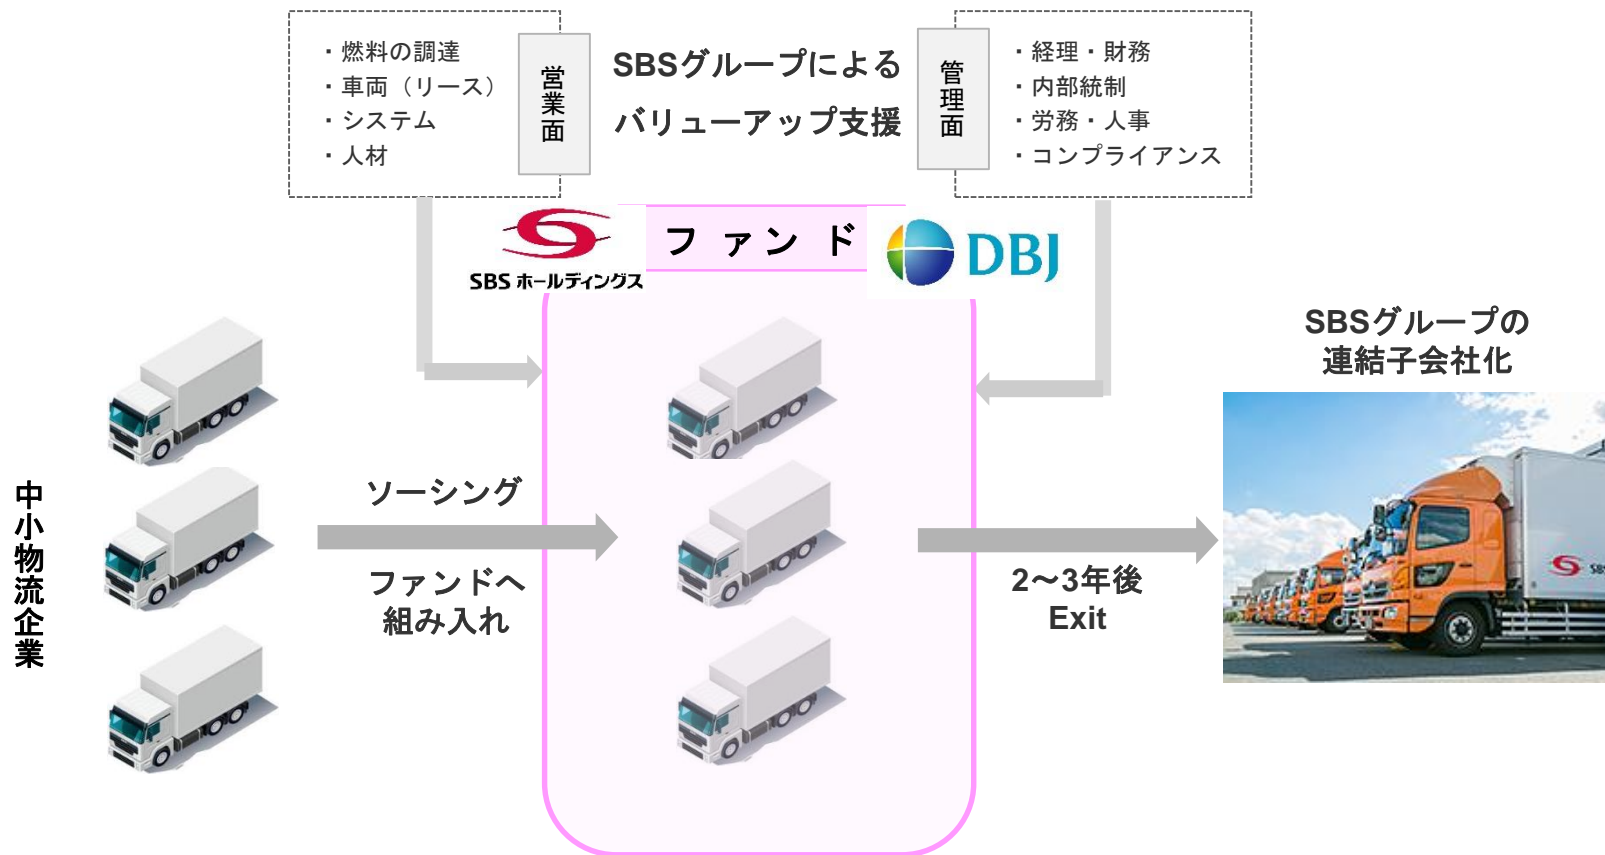 ・燃料の調達
・車両（リース）
・システム
・人材
営業面
SBSグループによる
バリューアップ支援
管理面
・経理・財務
・内部統制
・労務・人事
・コンプライアンス
SBS ホールディングス
ファンド
DBJ
中小物流企業
ソーシング
ファンドへ
組み入れ
2～3年後
Exit
SBSグループの
連結子会社化
SBS